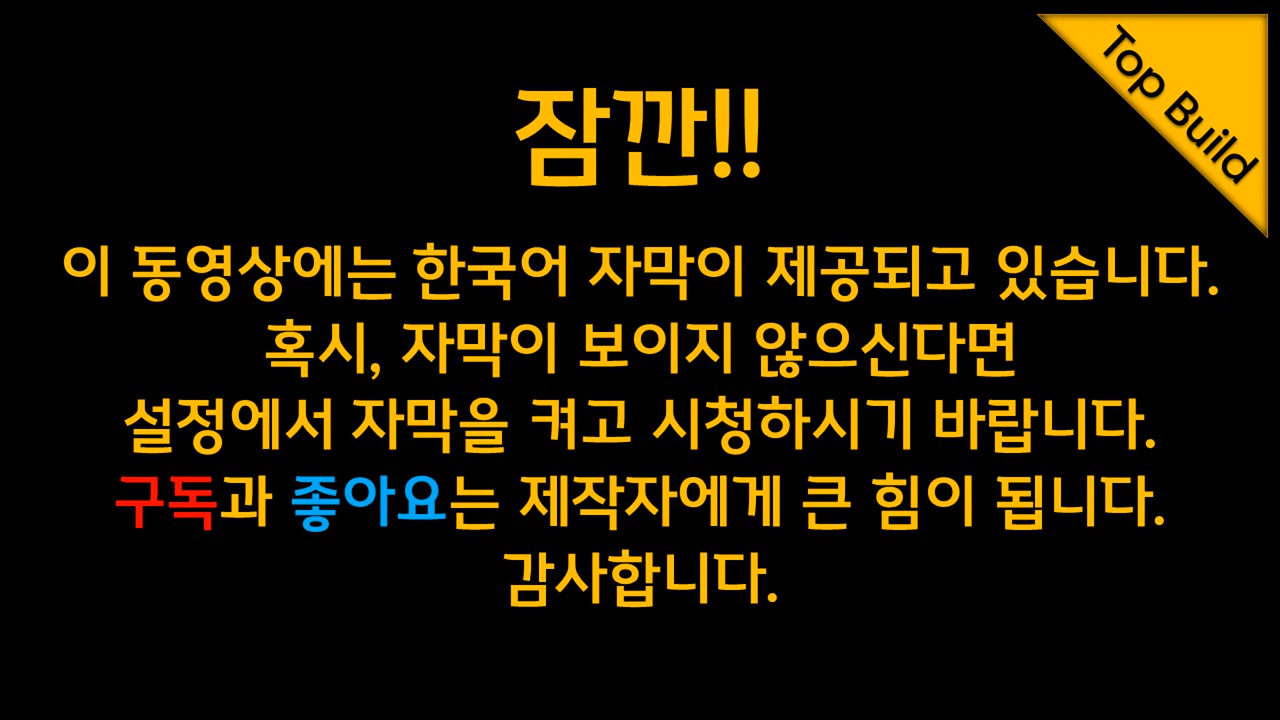 Top Build
잠깐!!
이 동영상에는 한국어 자막이 제공되고 있습니다.
혹시, 자막이 보이지 않으신다면
설정에서 자막을 켜고 시청하시기 바랍니다.
구독과 좋아요는 제작자에게 큰 힘이 됩니다.
감사합니다.